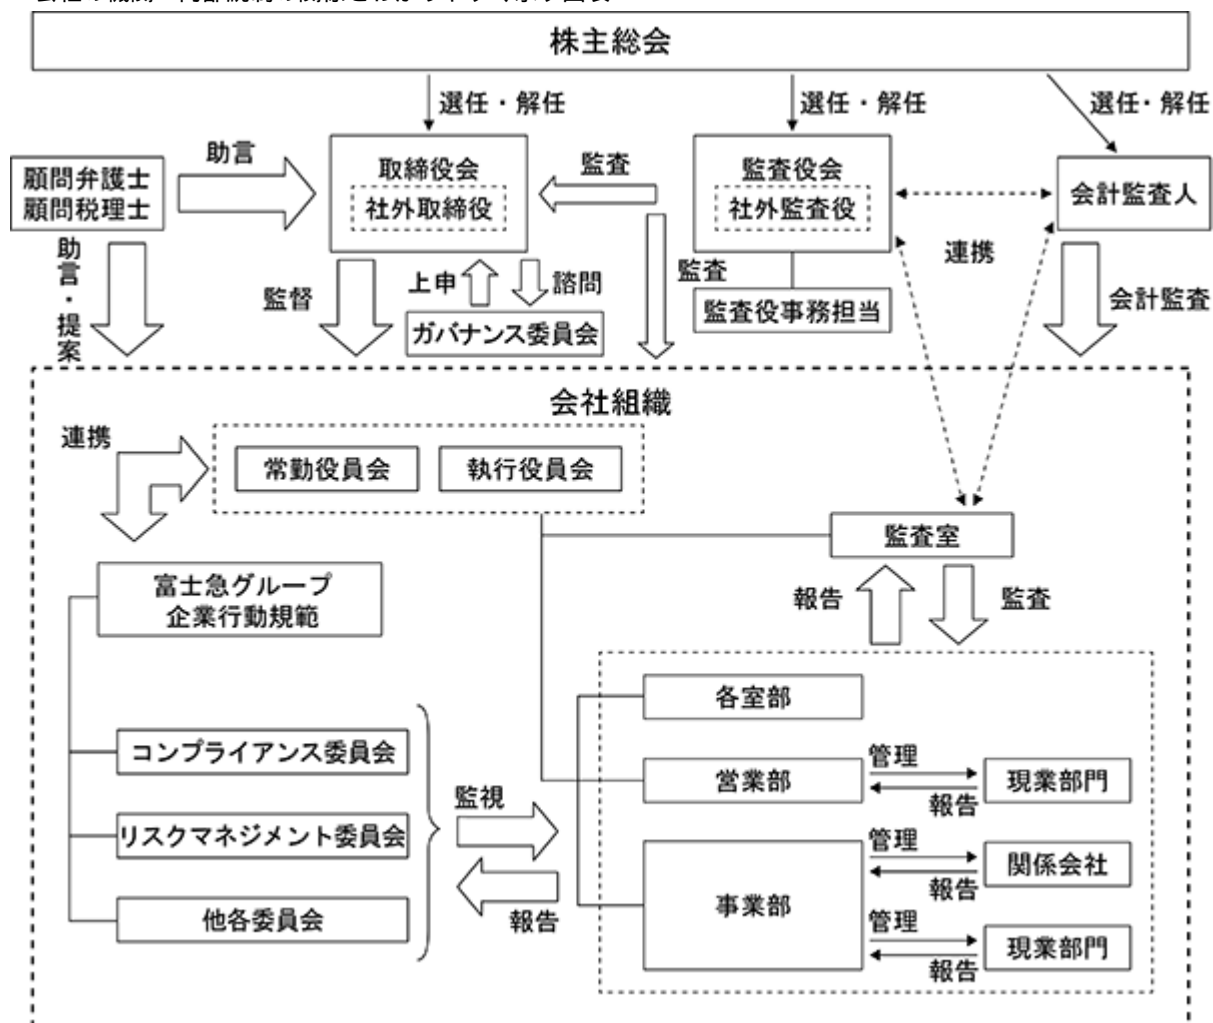 株主総会
選任・解任
選任・解任
選任・解任
顧問弁護士
顧問税理士
助言
取締役会
社外取締役
監査
監査役会
社外監査役
会計監査人
連携
助言・提案
監督
上申
諮問
ガバナンス委員会
監査
監査役事務担当
会計監査
会社組織
連携
常勤役員会
執行役員会
監査室
富士急グループ
企業行動規範
報告
監査
各室部
コンプライアンス委員会
リスクマネジメント委員会
他各委員会
監視
報告
営業部
管理
報告
現業部門
事業部
管理
報告
関係会社
管理
報告
現業部門